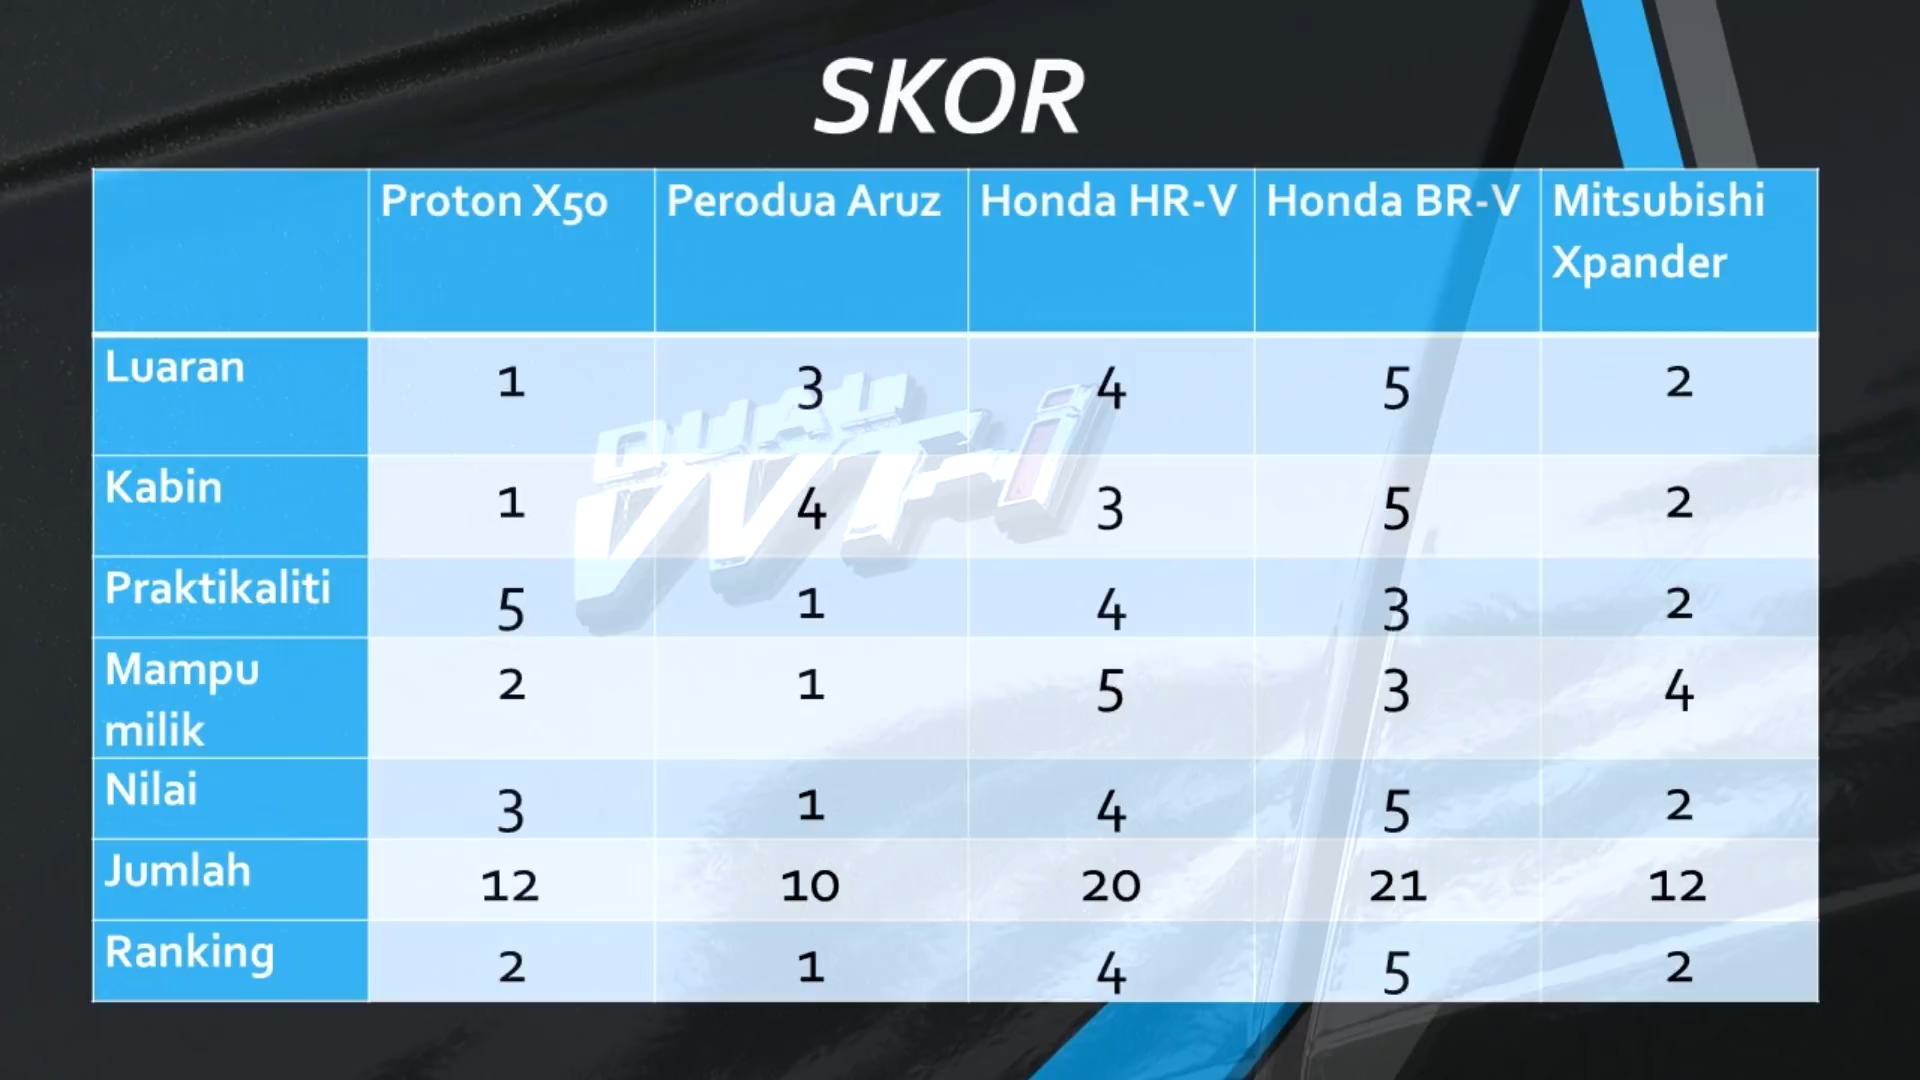 SKOR
Proton X50 Perodua Aruz Honda HR-V Honda BR-V Mitsubishi
Xpander
Luaran 1 3 4 5 2
Kabin 1 4 3 5 2
Praktikaliti 5 1 4 3 2
Mampu
milik 2 1 5 3 4
Nilai 3 1 4 5 2
Jumlah 12 10 20 21 12
Ranking 2 1 4 5 2
DUAL
VVT-i